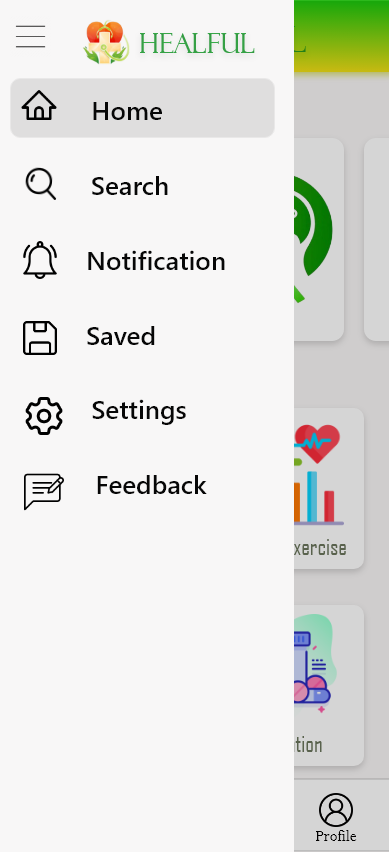 HEALFUL
L
Home
Search
Notification
Saved
Settings
Feedback
xercise
tion
Profile